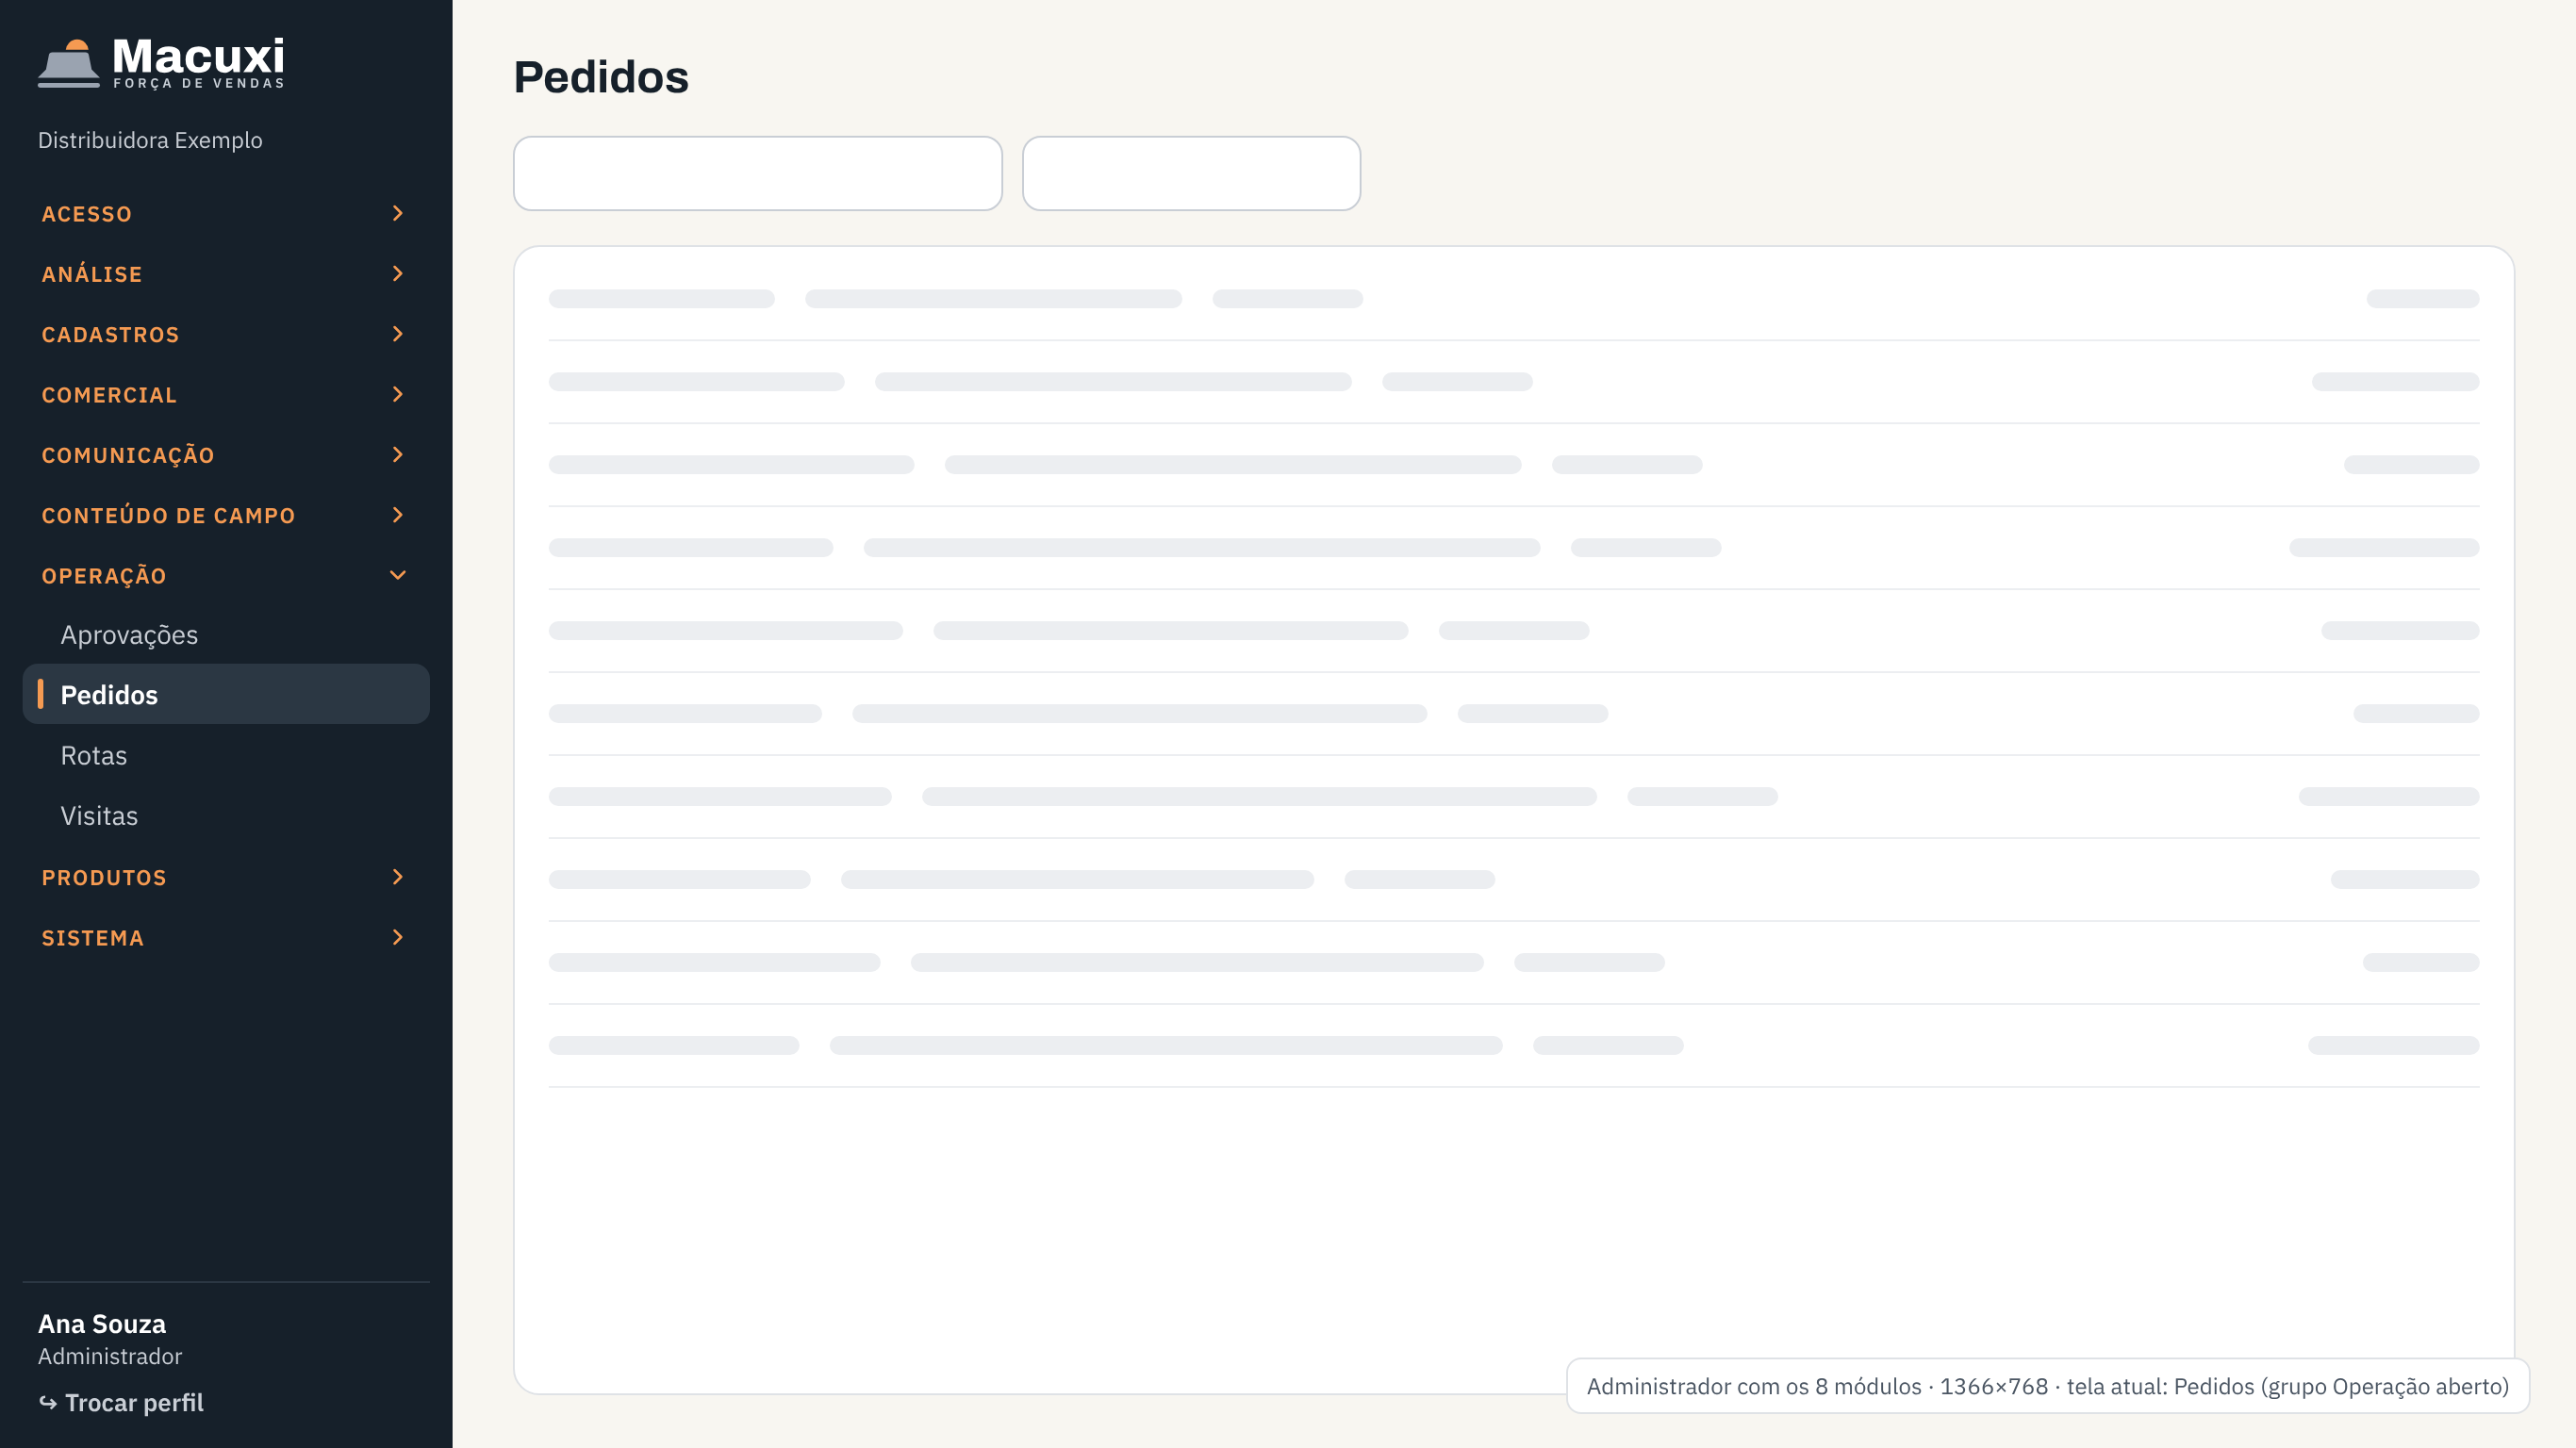 Macuxi
FORÇA DE VENDAS
Distribuidora Exemplo
ACESSO
ANÁLISE
CADASTROS
COMERCIAL
COMUNICAÇÃO
CONTEÚDO DE CAMPO
OPERAÇÃO
Aprovações
Pedidos
Rotas
Visitas
PRODUTOS
SISTEMA
Ana Souza
Administrador
↪ Trocar perfil
Pedidos
Administrador com os 8 módulos · 1366×768 · tela atual: Pedidos (grupo Operação aberto)